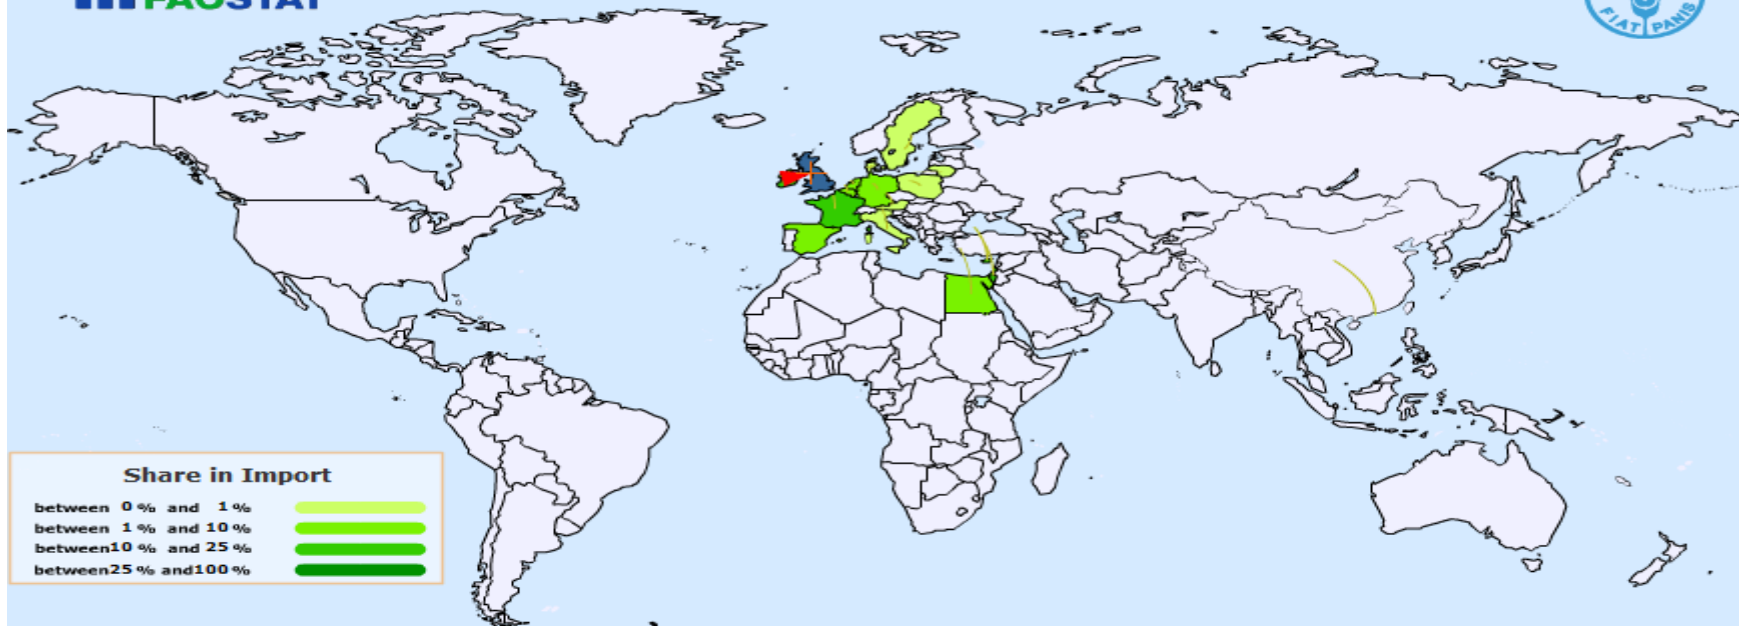 FAOSTAT
FIAT PANIS
Share in Import
between 0 % and 1 %
between 1 % and 10 %
between10 % and 25 %
between25 % and100 %